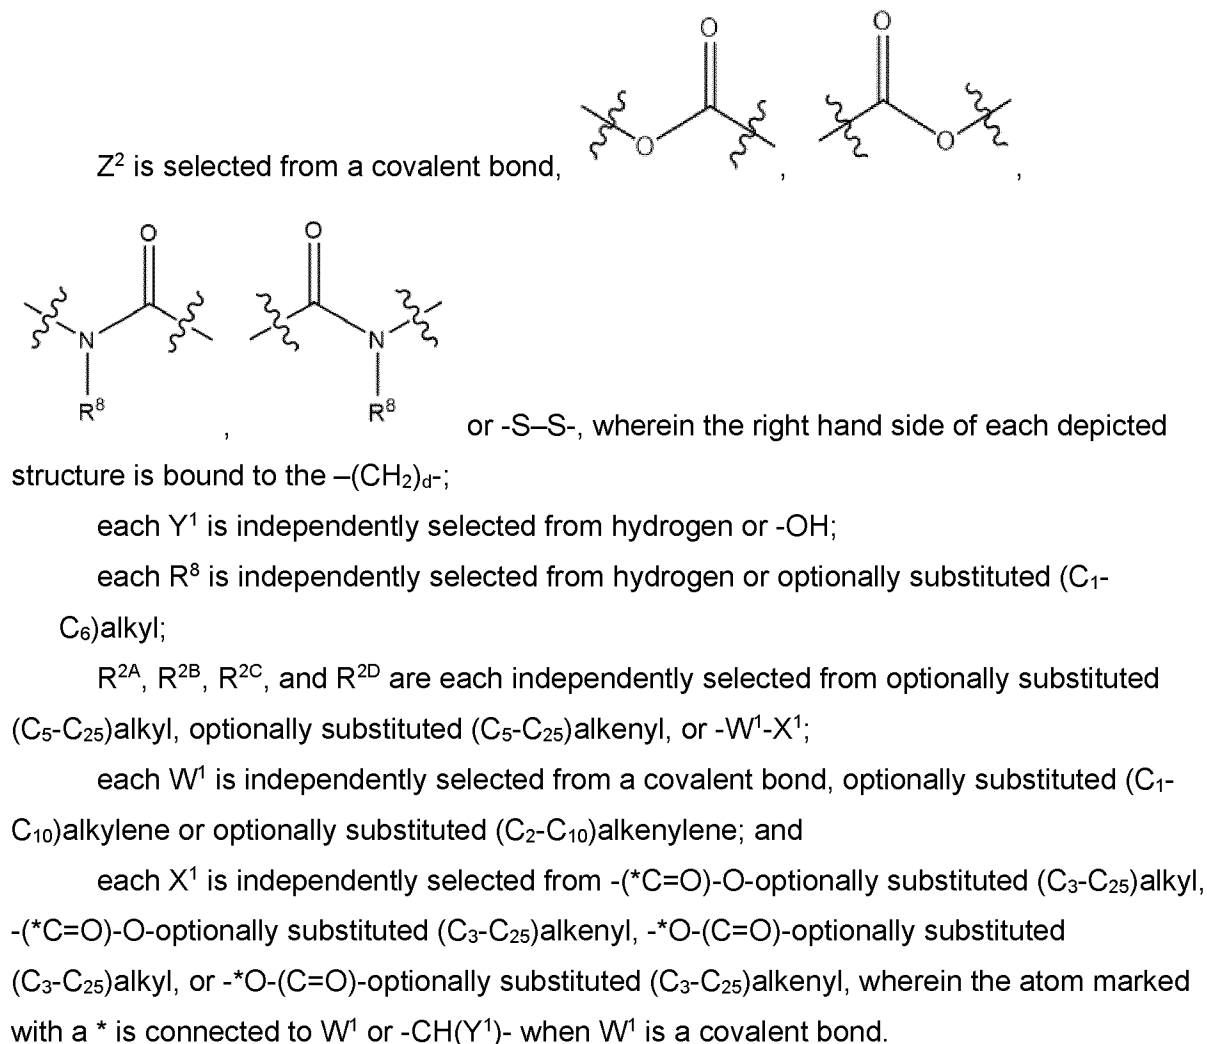 O O
Z² is selected from a covalent bond, O , O ,
O O
N N
R⁸ , R⁸ or -S–S-, wherein the right hand side of each depicted
structure is bound to the –(CH₂)d-;
each Y¹ is independently selected from hydrogen or -OH;
each R⁸ is independently selected from hydrogen or optionally substituted (C₁-
C₆)alkyl;
R²ᴬ, R²ᴮ, R²ꟲ, and R²ᴰ are each independently selected from optionally substituted
(C₅-C₂₅)alkyl, optionally substituted (C₅-C₂₅)alkenyl, or -W¹-X¹;
each W¹ is independently selected from a covalent bond, optionally substituted (C₁-
C₁₀)alkylene or optionally substituted (C₂-C₁₀)alkenylene; and
each X¹ is independently selected from -(*C=O)-O-optionally substituted (C₃-C₂₅)alkyl,
-(*C=O)-O-optionally substituted (C₃-C₂₅)alkenyl, -*O-(C=O)-optionally substituted
(C₃-C₂₅)alkyl, or -*O-(C=O)-optionally substituted (C₃-C₂₅)alkenyl, wherein the atom marked
with a * is connected to W¹ or -CH(Y¹)- when W¹ is a covalent bond.